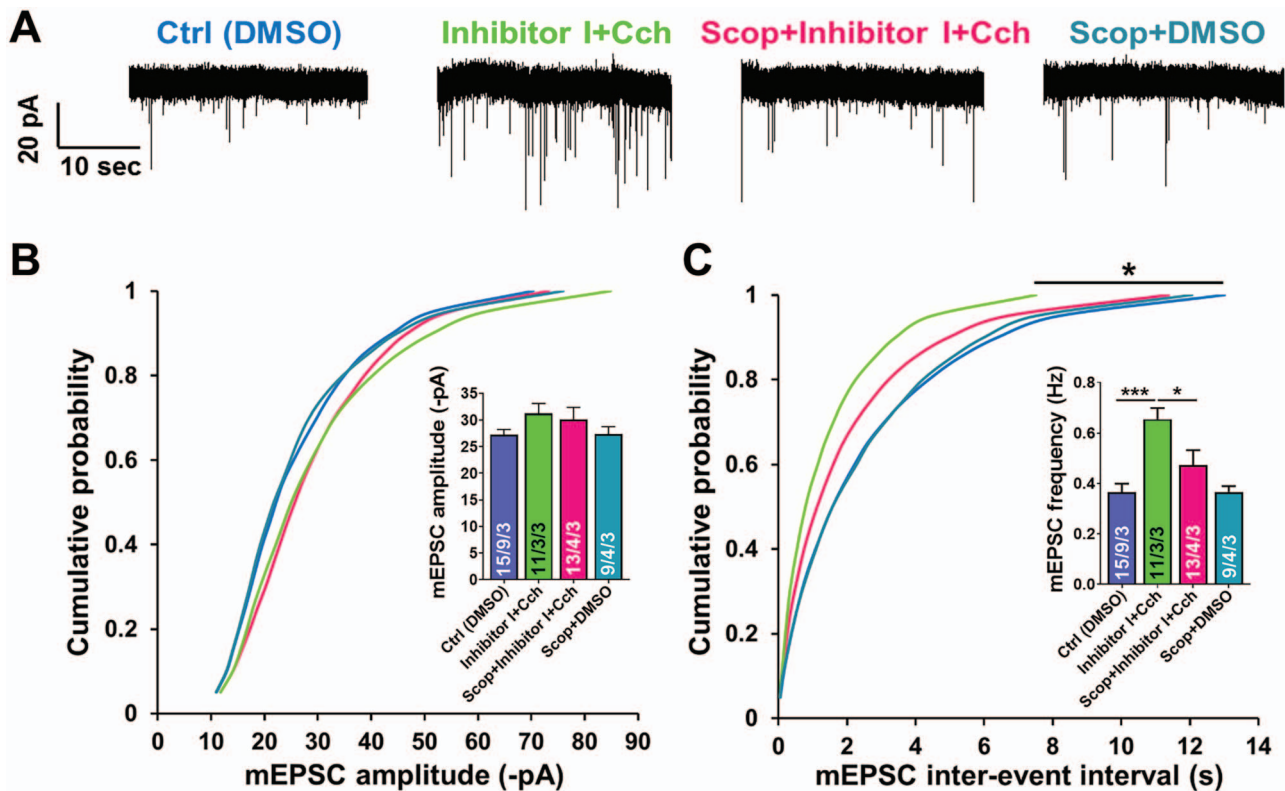 A
Ctrl (DMSO)
Inhibitor I+Cch
Scop+Inhibitor I+Cch
Scop+DMSO
20 pA
10 sec
B
Cumulative probability
1
0.8
0.6
0.4
0.2
0
0 10 20 30 40 50 60 70 80 90
mEPSC amplitude (-pA)
mEPSC amplitude (-pA)
35
30
25
20
15
10
5
0
15/9/3
11/3/3
13/4/3
9/4/3
Ctrl (DMSO)
Inhibitor I+Cch
Scop+Inhibitor I+Cch
Scop+DMSO
C
*
Cumulative probability
1
0.8
0.6
0.4
0.2
0
0 2 4 6 8 10 12 14
mEPSC inter-event interval (s)
mEPSC frequency (Hz)
0.8
0.6
0.4
0.2
0.0
*** *
15/9/3
11/3/3
13/4/3
9/4/3
Ctrl (DMSO)
Inhibitor I+Cch
Scop+Inhibitor I+Cch
Scop+DMSO